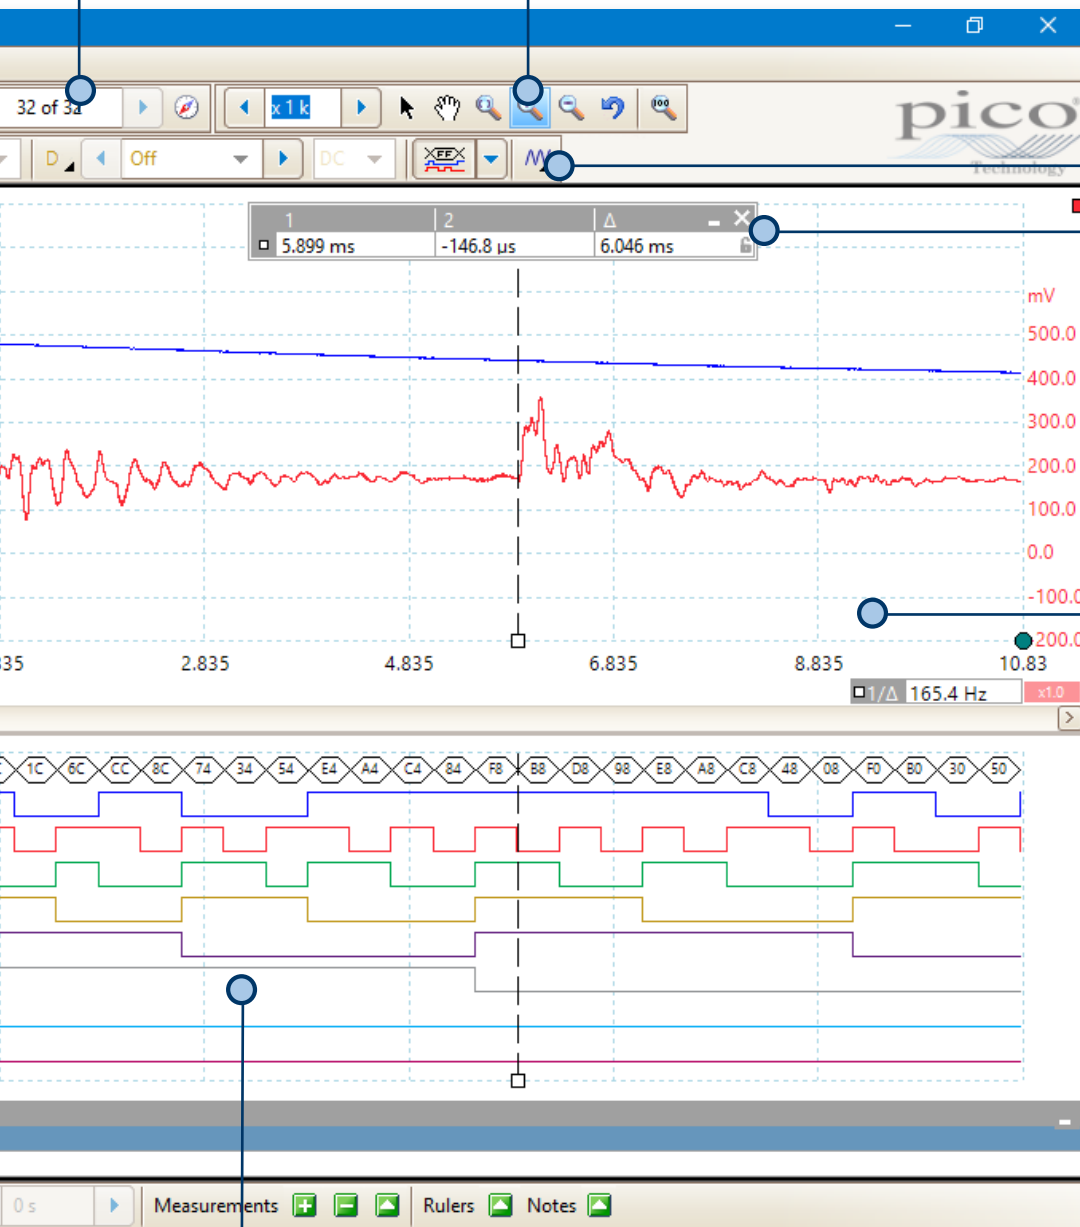 32 of 32
x 1 k
pico
Technology
D
Off
DC
XFFX
1 2 Δ
5.899 ms -146.8 µs 6.046 ms
mV
500.0
400.0
300.0
200.0
100.0
0.0
-100.0
200.0
335 2.835 4.835 6.835 8.835 10.83
1/Δ 165.4 Hz x1.0
1C 6C CC 8C 74 34 54 E4 A4 C4 84 F8 B8 D8 98 E8 A8 C8 48 08 F0 B0 30 50
0 s
Measurements Rulers Notes